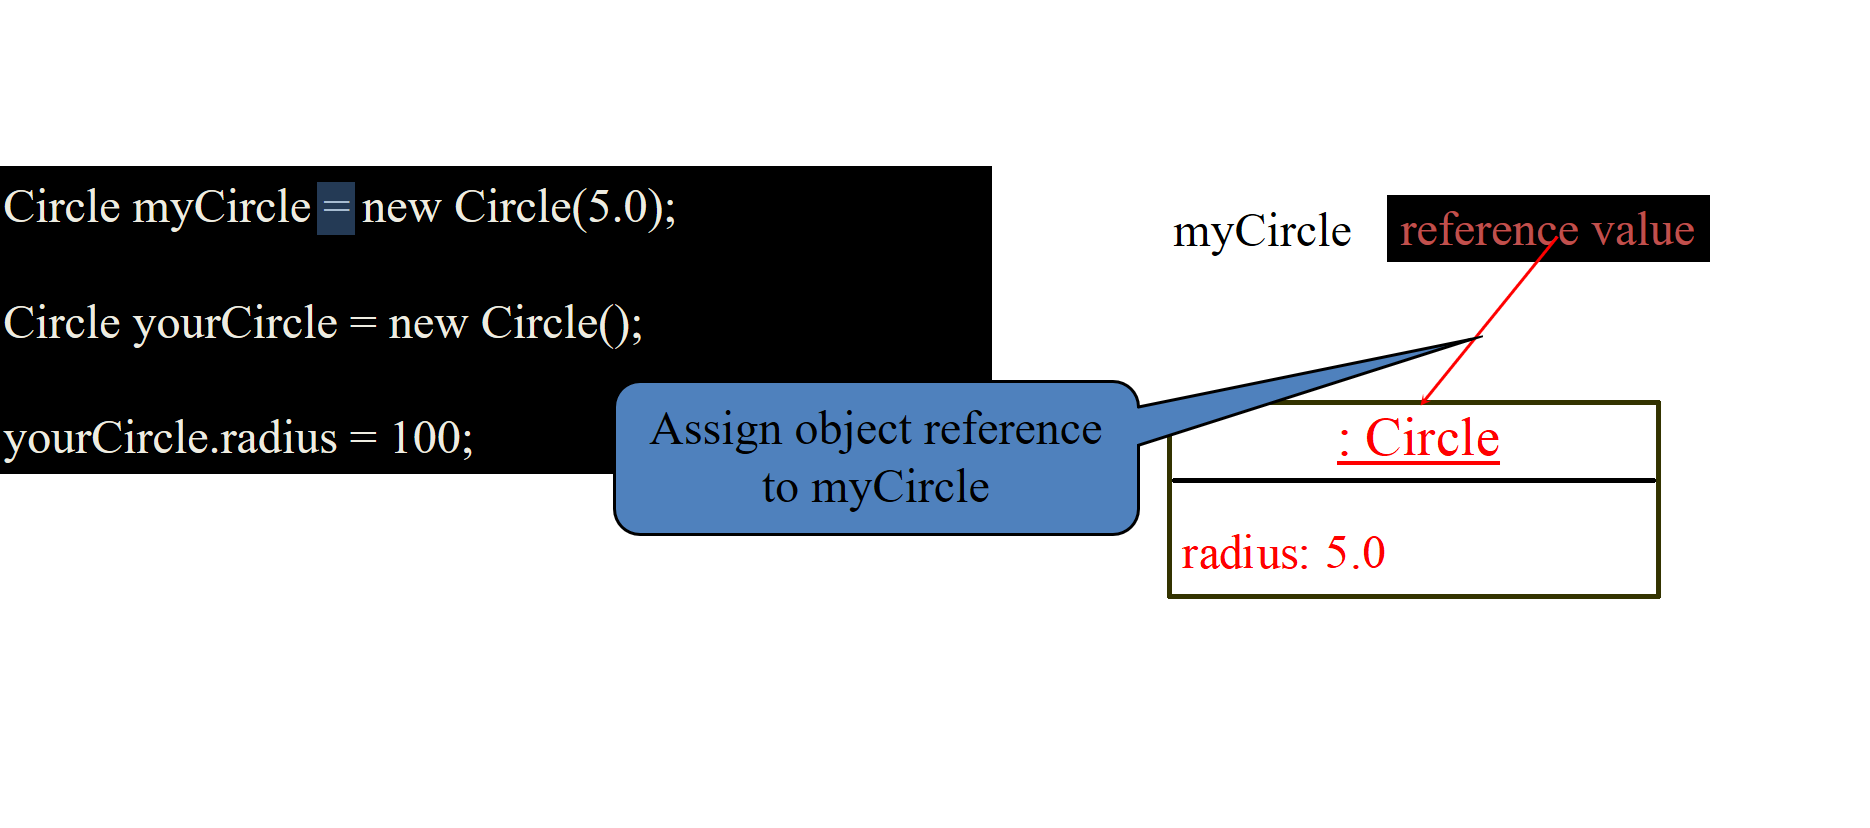 Circle myCircle = new Circle(5.0);
Circle yourCircle = new Circle();
yourCircle.radius = 100;
Assign object reference
to myCircle
myCircle
reference value
: Circle
radius: 5.0